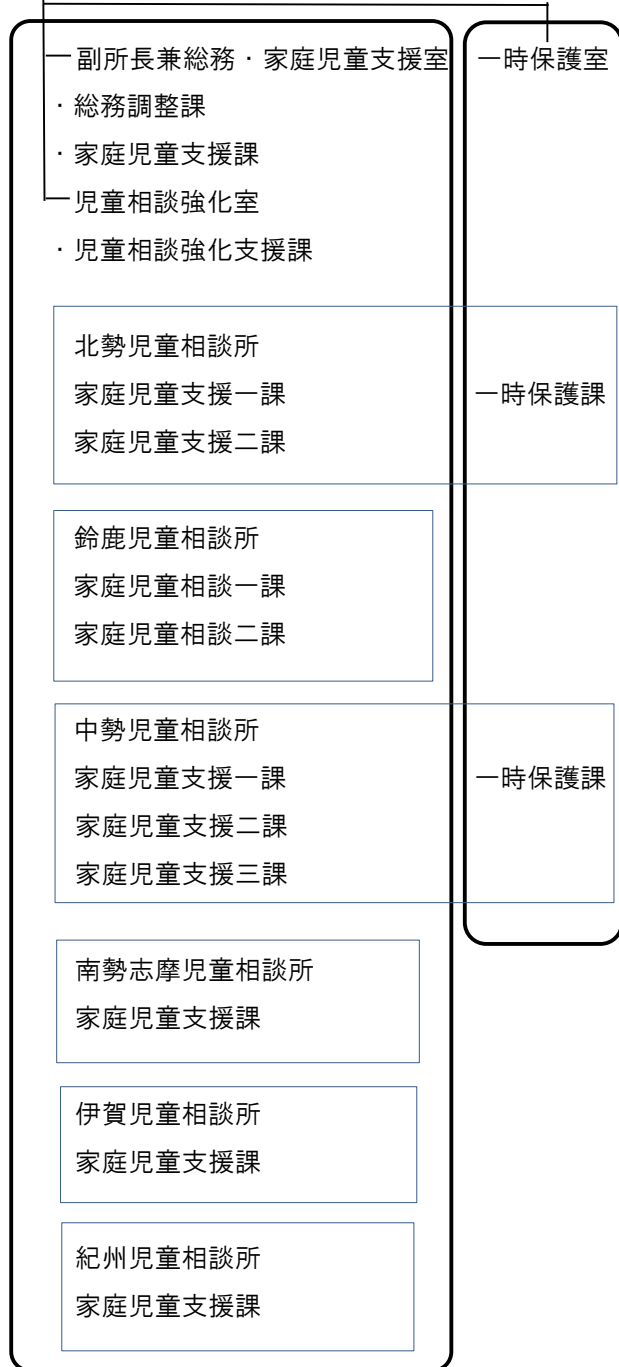 副所長兼総務・家庭児童支援室
一時保護室
・総務調整課
・家庭児童支援課
児童相談強化室
・児童相談強化支援課
北勢児童相談所
家庭児童支援一課
一時保護課
家庭児童支援二課
鈴鹿児童相談所
家庭児童相談一課
家庭児童相談二課
中勢児童相談所
家庭児童支援一課
一時保護課
家庭児童支援二課
家庭児童支援三課
南勢志摩児童相談所
家庭児童支援課
伊賀児童相談所
家庭児童支援課
紀州児童相談所
家庭児童支援課